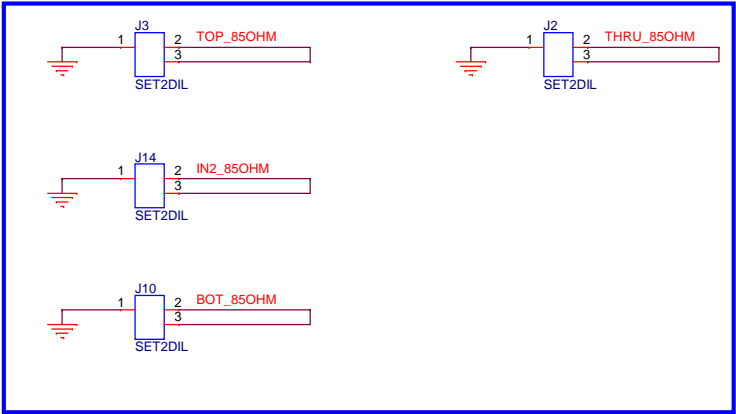 J3
1 2 TOP_85OHM
3
SET2DIL
J2
1 2 THRU_85OHM
3
SET2DIL
J14
1 2 IN2_85OHM
3
SET2DIL
J10
1 2 BOT_85OHM
3
SET2DIL